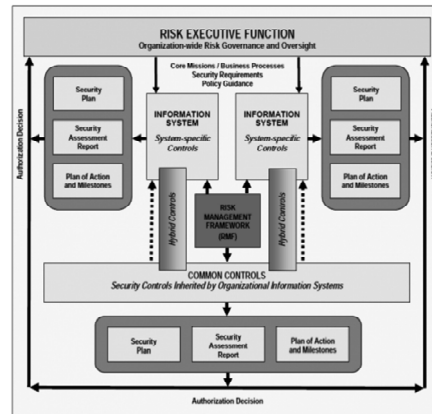 RISK EXECUTIVE FUNCTION
Organization-wide Risk Governance and Oversight
Authorization Decision
Core Missions / Business Processes
Security Requirements
Policy Guidance
Security
Plan
Security
Assessment
Report
Plan of Action
and Milestones
INFORMATION
SYSTEM
System-specific
Controls
INFORMATION
SYSTEM
System-specific
Controls
Security
Plan
Security
Assessment
Report
Plan of Action
and Milestones
Hybrid Controls
RISK
MANAGEMENT
FRAMEWORK
(RMF)
Hybrid Controls
COMMON CONTROLS
Security Controls Inherited by Organizational Information Systems
Security
Plan
Security
Assessment
Report
Plan of Action
and Milestones
Authorization Decision